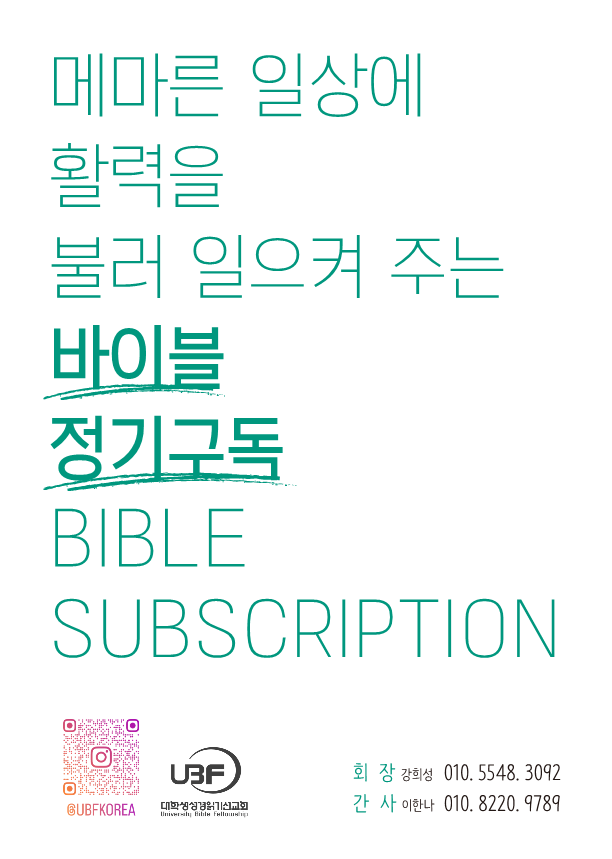 메마른 일상에
활력을
불러 일으켜 주는
바이블
정기구독
BIBLE
SUBSCRIPTION
@UBFKOREA
UBF
대학생성경읽기선교회
University Bible Fellowship
회 장 강희성 010. 5548. 3092
간 사 이한나 010. 8220. 9789